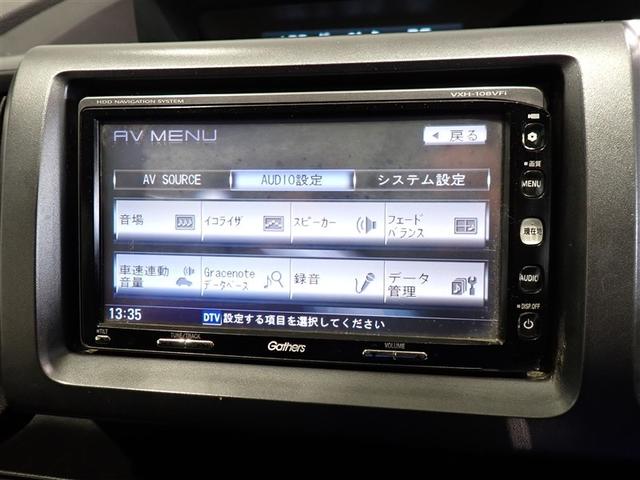 HDD NAVIGATION SYSTEM
VXH-108VFi
AV MENU
戻る
画質
MENU
AV SOURCE
AUDIO設定
システム設定
音場
イコライザ
スピーカー
フェード
バランス
現在地
車速連動
音量
Gracenote
データベース
録音
データ
管理
AUDIO
13:35
DTV 設定する項目を選択してください
DISP.OFF
TILT
TUNE/TRACK
Gathers
VOLUME